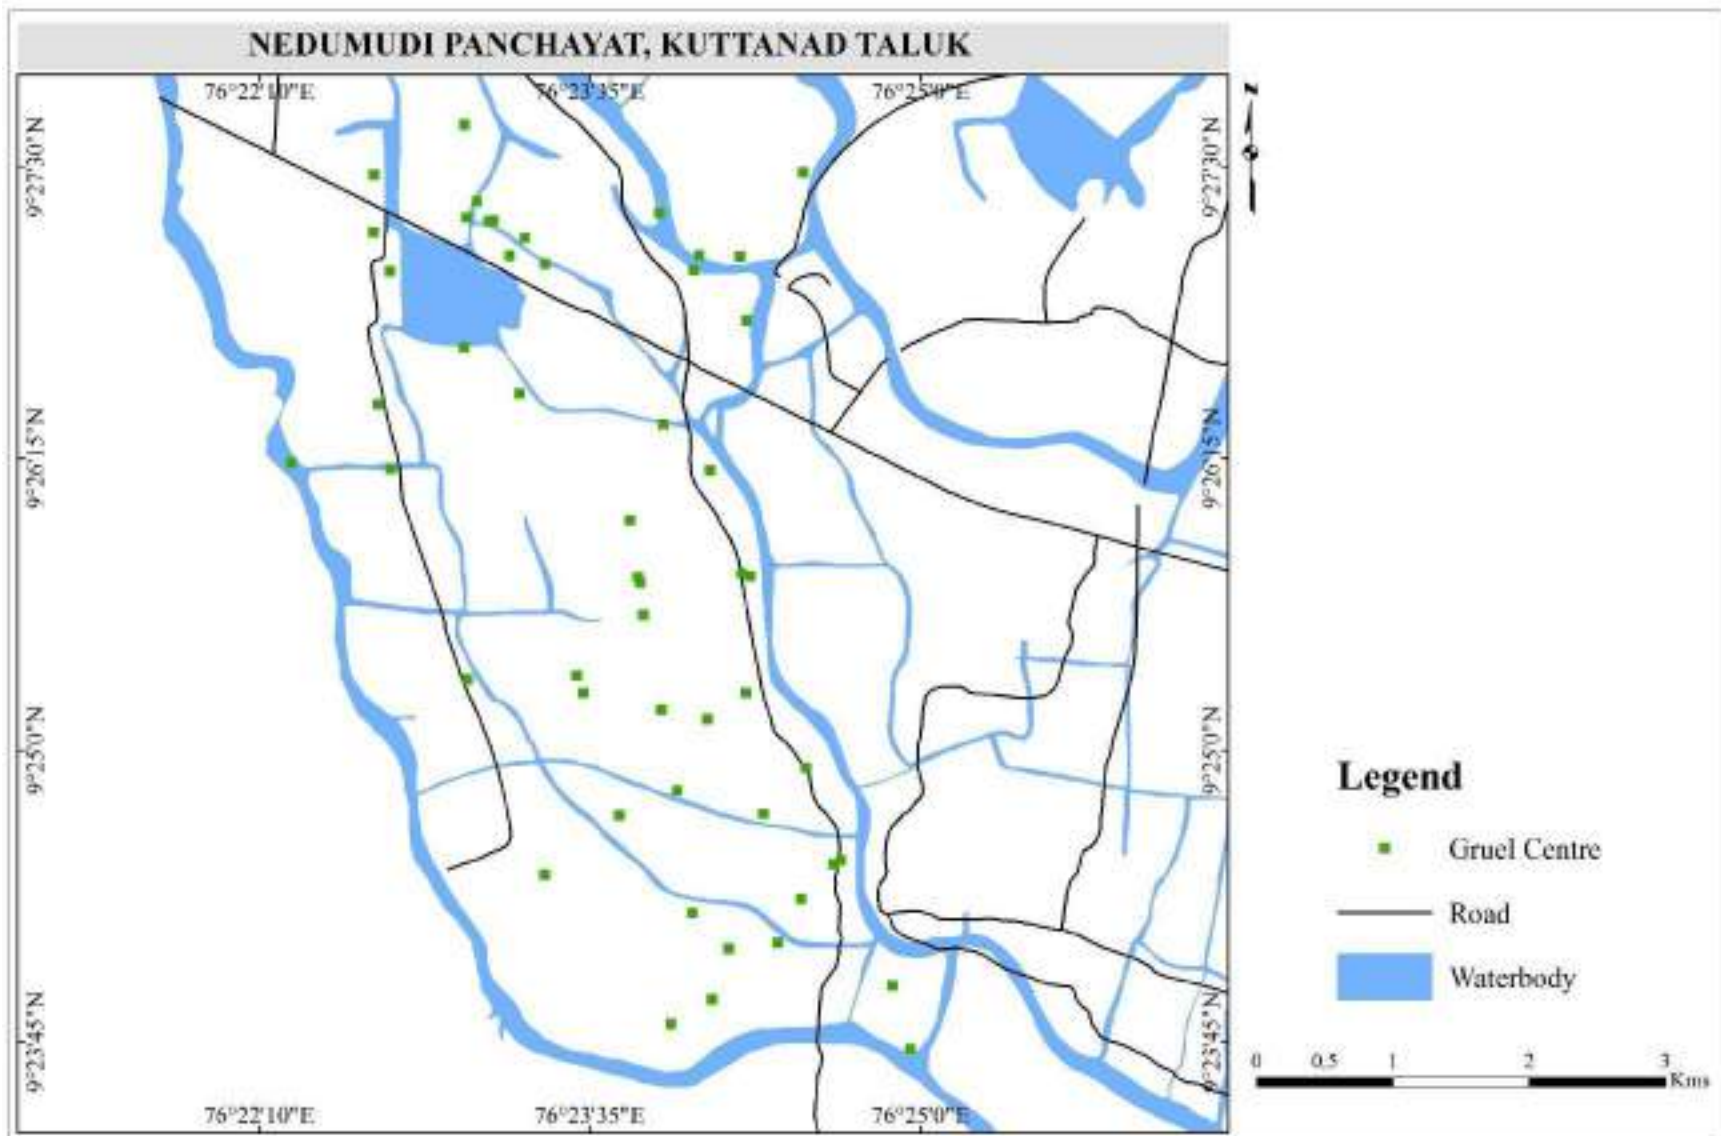 NEDUMUDI PANCHAYAT, KUTTANAD TALUK
76°22'10"E 76°23'35"E 76°25'0"E
N
9°27'30"N 9°27'30"N
9°26'15"N 9°26'15"N
9°25'0"N 9°25'0"N
9°23'45"N 9°23'45"N
76°22'10"E 76°23'35"E 76°25'0"E
Legend
Gruel Centre
Road
Waterbody
0 0.5 1 2 3
Kms